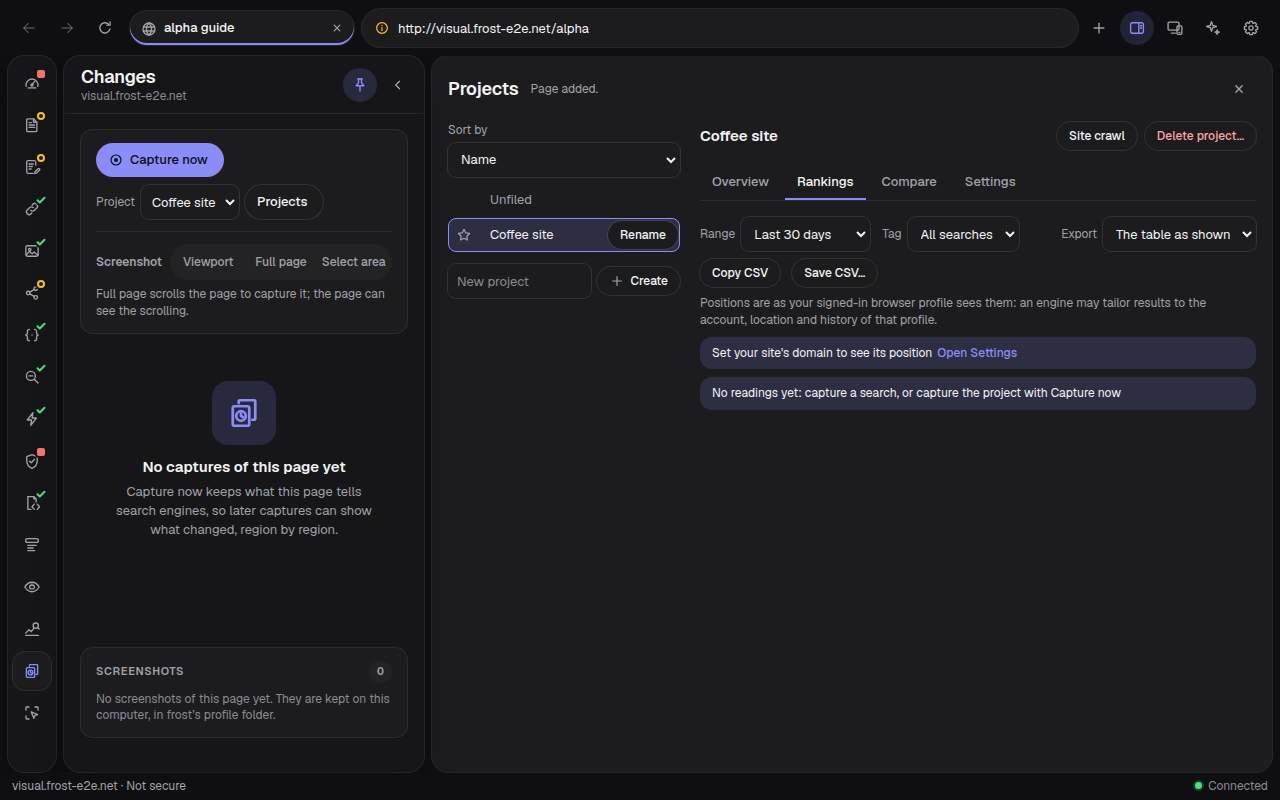 alpha guide
http://visual.frost-e2e.net/alpha
Changes
visual.frost-e2e.net
Capture now
Project
Coffee site
Projects
Screenshot
Viewport
Full page
Select area
Full page scrolls the page to capture it; the page can
see the scrolling.
No captures of this page yet
Capture now keeps what this page tells
search engines, so later captures can show
what changed, region by region.
SCREENSHOTS
0
No screenshots of this page yet. They are kept on this
computer, in frost's profile folder.
Projects
Page added.
Sort by
Name
Unfiled
Coffee site
Rename
New project
Create
Coffee site
Site crawl
Delete project…
Overview
Rankings
Compare
Settings
Range
Last 30 days
Tag
All searches
Export
The table as shown
Copy CSV
Save CSV…
Positions are as your signed-in browser profile sees them: an engine may tailor results to the
account, location and history of that profile.
Set your site's domain to see its position Open Settings
No readings yet: capture a search, or capture the project with Capture now
visual.frost-e2e.net · Not secure
Connected